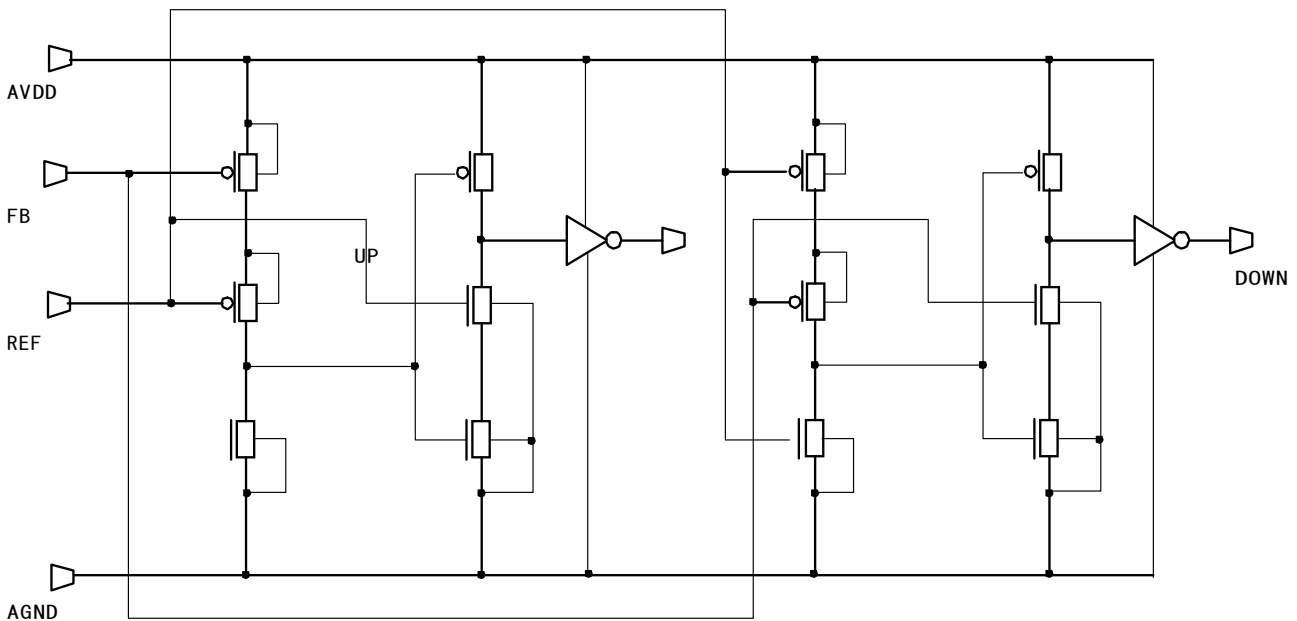 AVDD
FB
UP
DOWN
REF
AGND